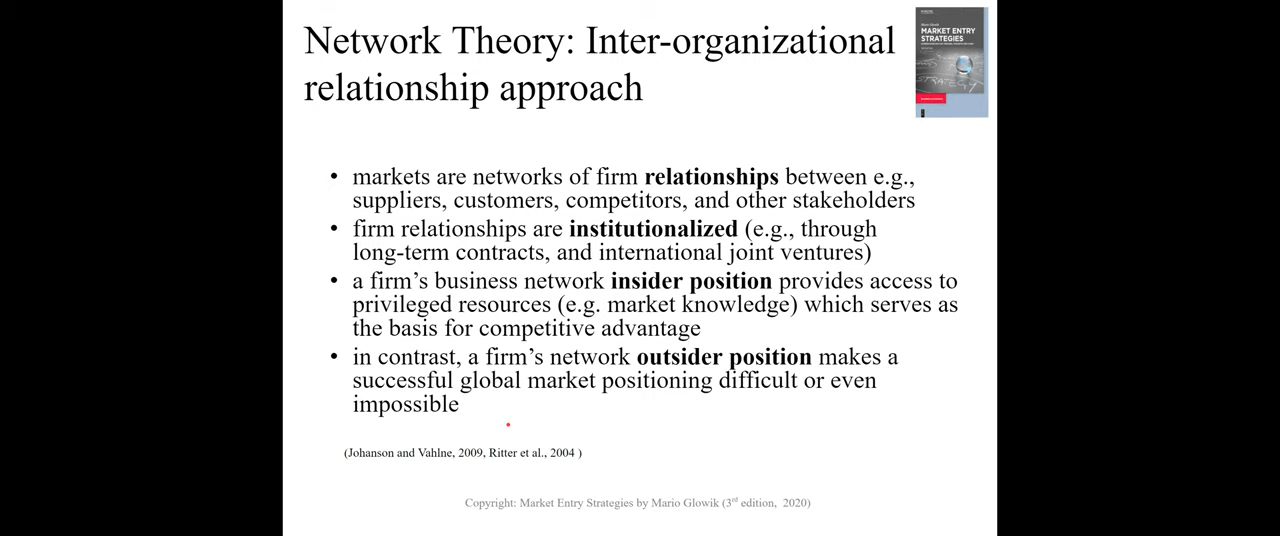 Network Theory: Inter-organizational
relationship approach
MARKET ENTRY
STRATEGIES
• markets are networks of firm relationships between e.g.,
suppliers, customers, competitors, and other stakeholders
• firm relationships are institutionalized (e.g., through
long-term contracts, and international joint ventures)
• a firm’s business network insider position provides access to
privileged resources (e.g. market knowledge) which serves as
the basis for competitive advantage
• in contrast, a firm’s network outsider position makes a
successful global market positioning difficult or even
impossible
(Johanson and Vahlne, 2009, Ritter et al., 2004 )
Copyright: Market Entry Strategies by Mario Glowik (3rd edition, 2020)